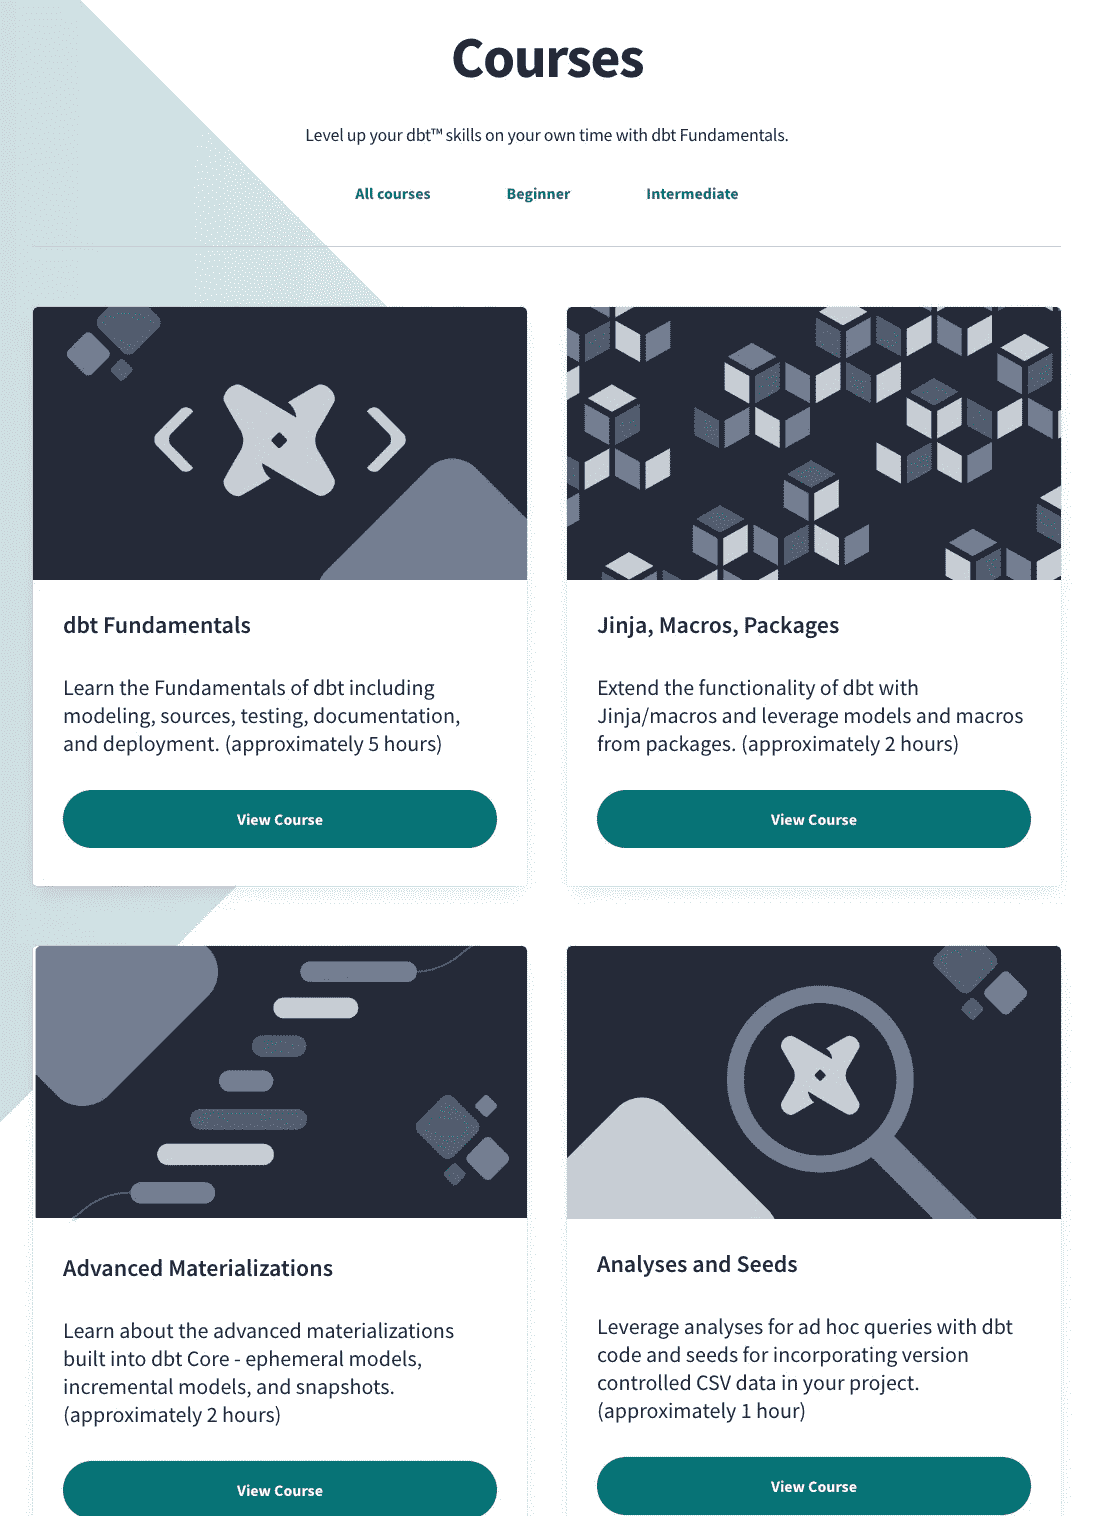 Courses
Level up your dbt™ skills on your own time with dbt Fundamentals.
All courses
Beginner
Intermediate
dbt Fundamentals
Learn the Fundamentals of dbt including
modeling, sources, testing, documentation,
and deployment. (approximately 5 hours)
View Course
Jinja, Macros, Packages
Extend the functionality of dbt with
Jinja/macros and leverage models and macros
from packages. (approximately 2 hours)
View Course
Advanced Materializations
Learn about the advanced materializations
built into dbt Core - ephemeral models,
incremental models, and snapshots.
(approximately 2 hours)
View Course
Analyses and Seeds
Leverage analyses for ad hoc queries with dbt
code and seeds for incorporating version
controlled CSV data in your project.
(approximately 1 hour)
View Course